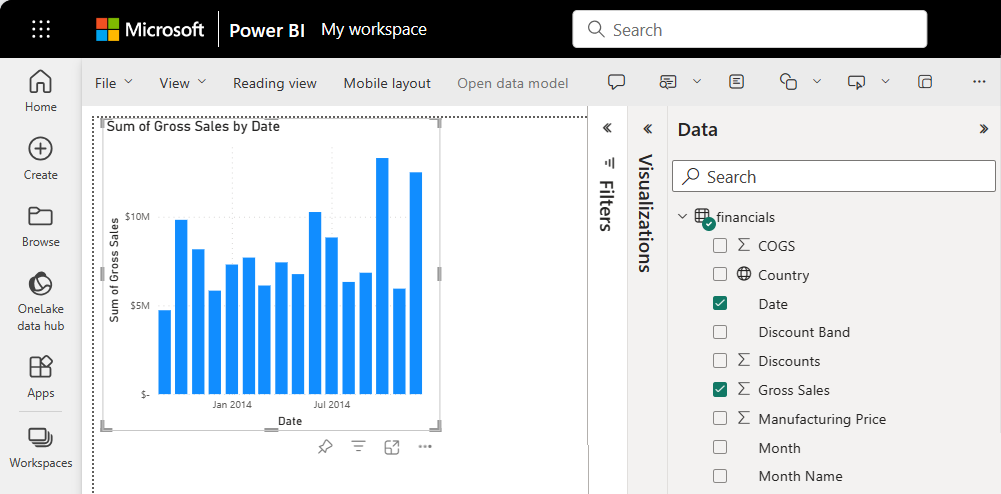 Microsoft Power BI My workspace Search
File View Reading view Mobile layout Open data model
Home
Create
Browse
OneLake
data hub
Apps
Workspaces
Sum of Gross Sales by Date
Sum of Gross Sales
$10M
$5M
$-
Jan 2014 Jul 2014
Date
Filters
Visualizations
Data
Search
financials
COGS
Country
Date
Discount Band
Discounts
Gross Sales
Manufacturing Price
Month
Month Name